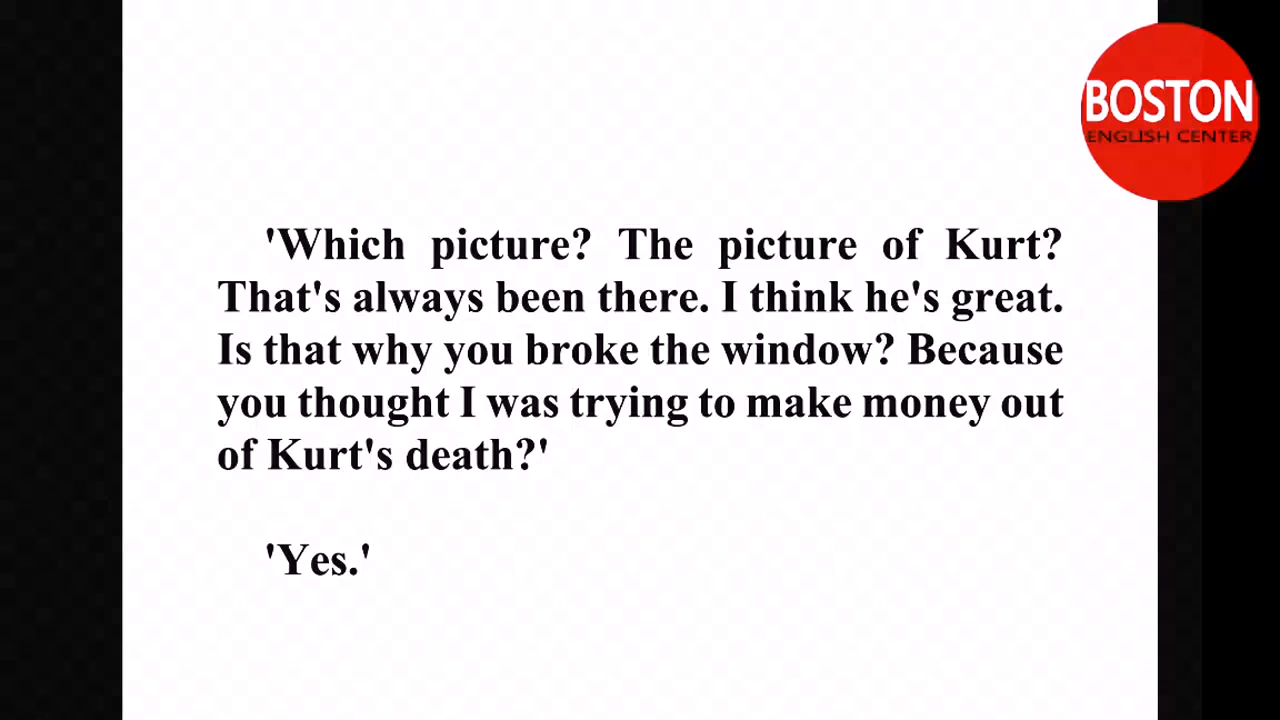 BOSTON
ENGLISH CENTER
'Which picture? The picture of Kurt?
That's always been there. I think he's great.
Is that why you broke the window? Because
you thought I was trying to make money out
of Kurt's death?'
'Yes.'